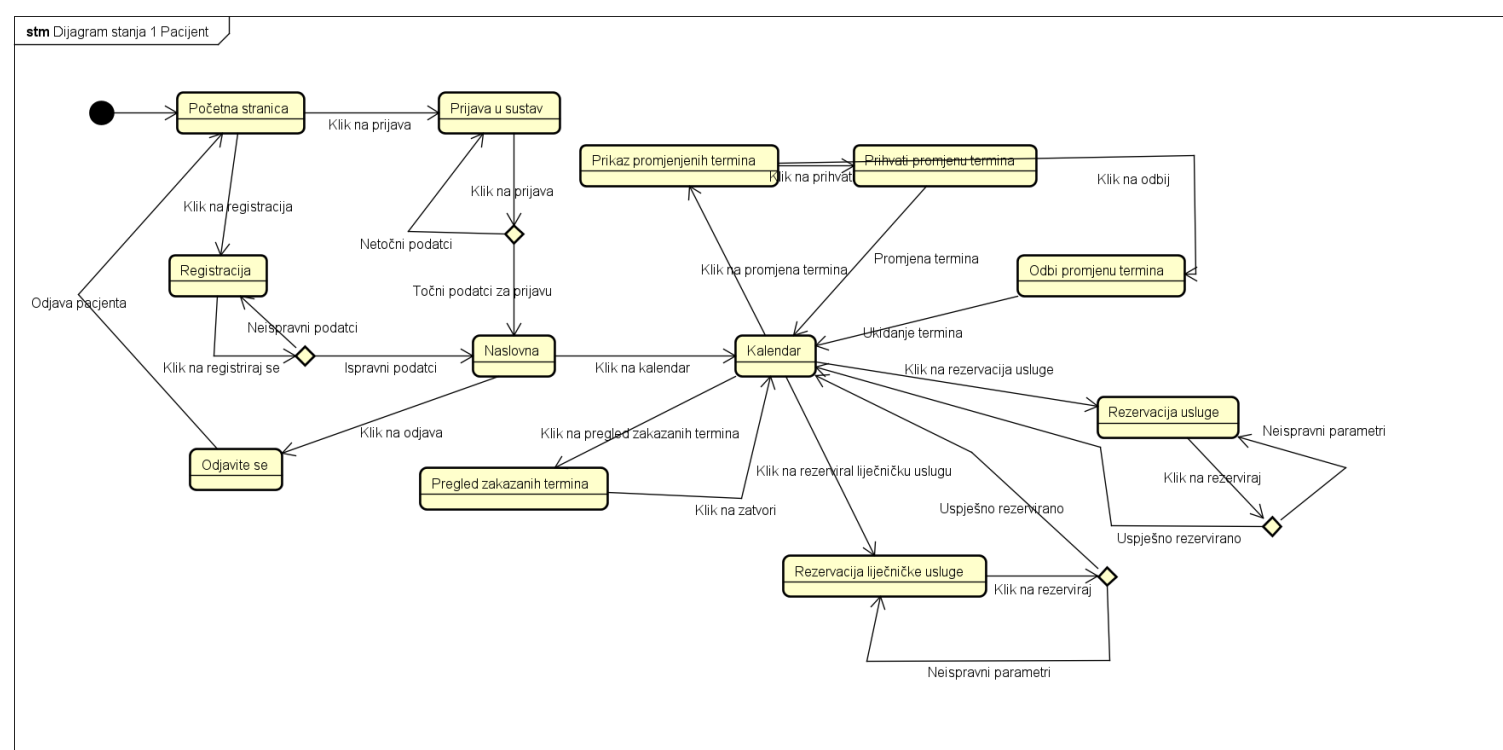 stm Dijagram stanja 1 Pacijent
Početna stranica
Klik na prijava
Prijava u sustav
Prikaz promjenjenih termina
Klik na prihvat
Prihvati promjenu termina
Klik na odbij
Klik na registracija
Klik na prijava
Netočni podatci
Registracija
Klik na promjena termina
Promjena termina
Odbi promjenu termina
Odjava pacjenta
Točni podatci za prijavu
Neispravni podatci
Ukidanje termina
Klik na registriraj se
Ispravni podatci
Naslovna
Klik na kalendar
Kalendar
Klik na rezervacija usluge
Rezervacija usluge
Neispravni parametri
Klik na odjava
Klik na pregled zakazanih termina
Odjavite se
Pregled zakazanih termina
Klik na rezerviral liječničku uslugu
Klik na rezerviraj
Klik na zatvori
Uspješno rezervirano
Uspješno rezervirano
Rezervacija liječničke usluge
Klik na rezerviraj
Neispravni parametri